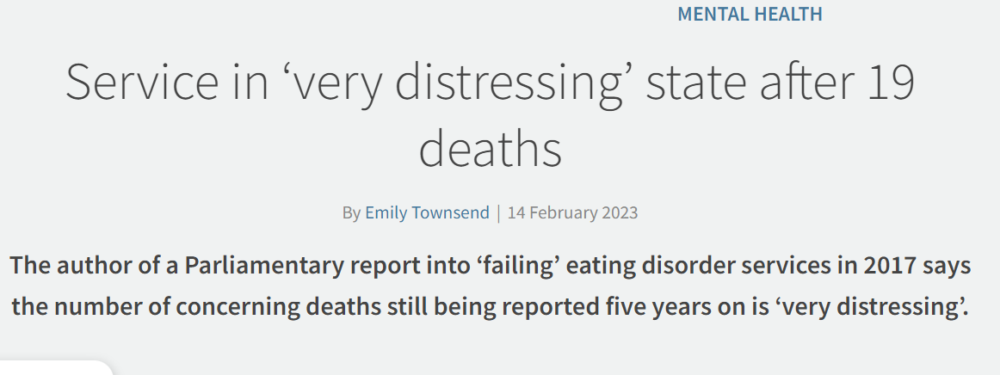 MENTAL HEALTH
Service in ‘very distressing’ state after 19
deaths
By Emily Townsend | 14 February 2023
The author of a Parliamentary report into ‘failing’ eating disorder services in 2017 says
the number of concerning deaths still being reported five years on is ‘very distressing’.